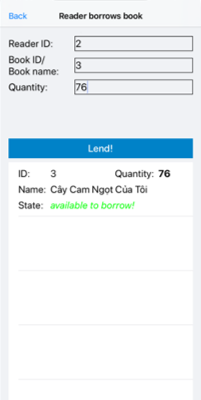 Back Reader borrows book
Reader ID: 2
Book ID/
Book name: 3
Quantity: 76
Lend!
ID: 3 Quantity: 76
Name: Cây Cam Ngọt Của Tôi
State: available to borrow!